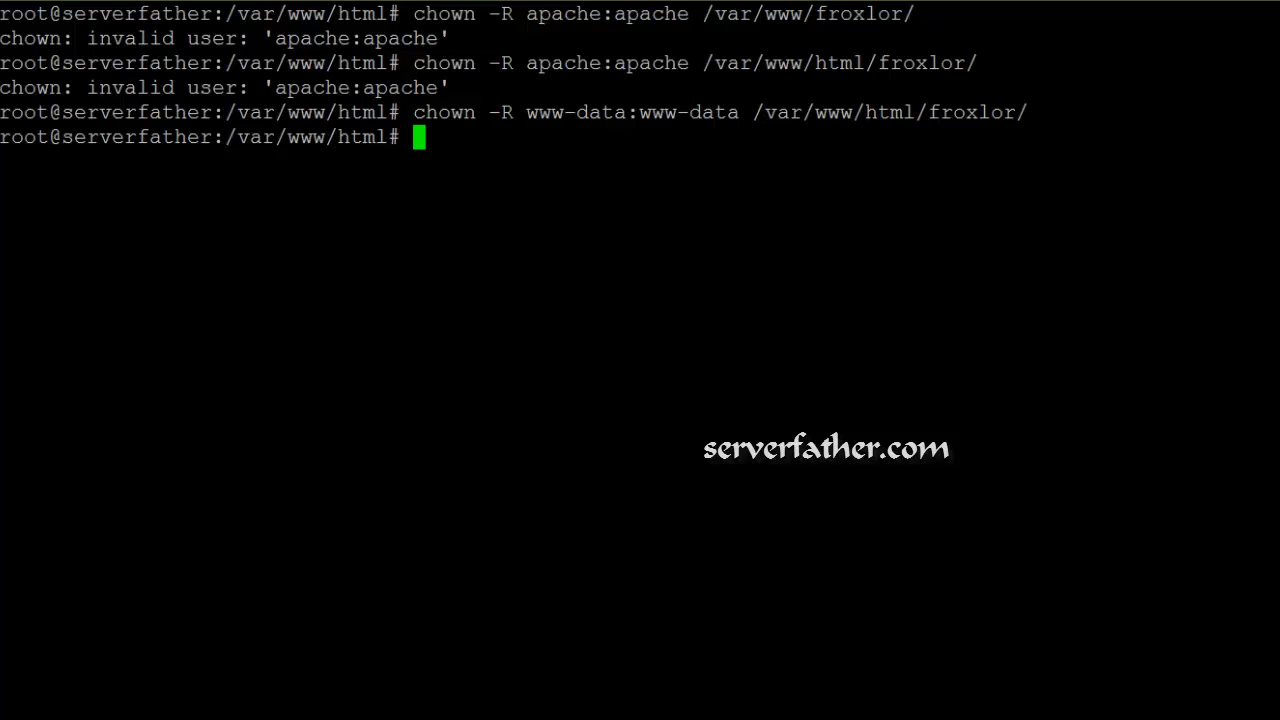 root@serverfather:/var/www/html# chown -R apache:apache /var/www/froxlor/
chown: invalid user: 'apache:apache'
root@serverfather:/var/www/html# chown -R apache:apache /var/www/html/froxlor/
chown: invalid user: 'apache:apache'
root@serverfather:/var/www/html# chown -R www-data:www-data /var/www/html/froxlor/
root@serverfather:/var/www/html#
serverfather.com